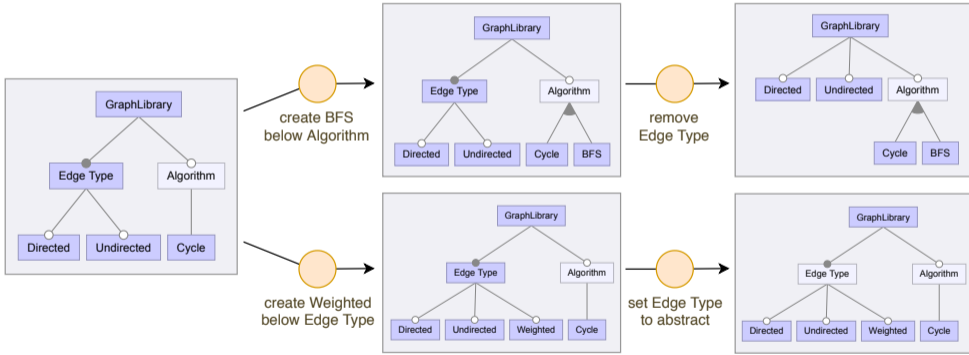 GraphLibrary
Edge Type Algorithm
Directed Undirected Cycle
create BFS
below Algorithm
GraphLibrary
Edge Type Algorithm
Directed Undirected Cycle BFS
remove
Edge Type
GraphLibrary
Directed Undirected Algorithm
Cycle BFS
create Weighted
below Edge Type
GraphLibrary
Edge Type Algorithm
Directed Undirected Weighted Cycle
set Edge Type
to abstract
GraphLibrary
Edge Type Algorithm
Directed Undirected Weighted Cycle